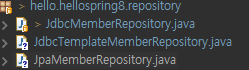 hello.hellospring8.repository
> JdbcMemberRepository.java
> JdbcTemplateMemberRepository.java
> JpaMemberRepository.java